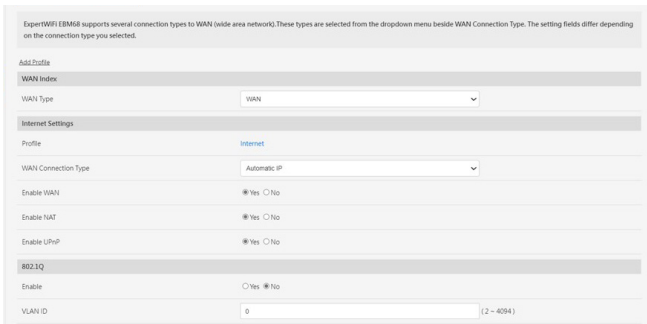 ExpertWiFi EBM68 supports several connection types to WAN (wide area network).These types are selected from the dropdown menu beside WAN Connection Type. The setting fields differ depending
on the connection type you selected.
Add Profile
WAN Index
WAN Type WAN
Internet Settings
Profile Internet
WAN Connection Type Automatic IP
Enable WAN Yes No
Enable NAT Yes No
Enable UPnP Yes No
802.1Q
Enable Yes No
VLAN ID 0 ( 2 ~ 4094 )